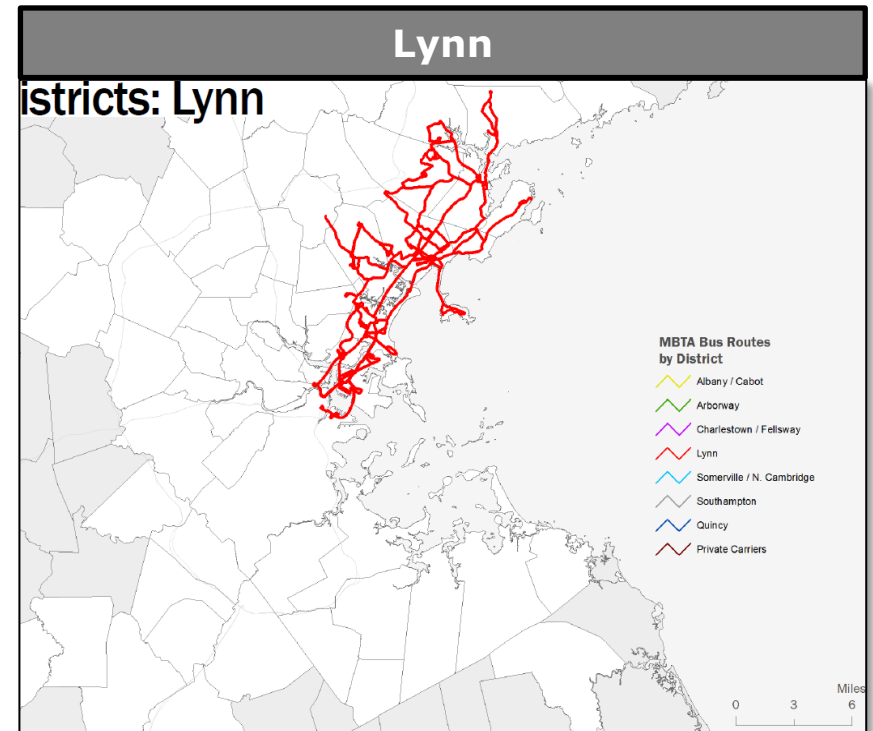 Lynn
istricts: Lynn
MBTA Bus Routes
by District
Albany / Cabot
Arborway
Charlestown / Fellsway
Lynn
Somerville / N. Cambridge
Southampton
Quincy
Private Carriers
Miles
0 3 6